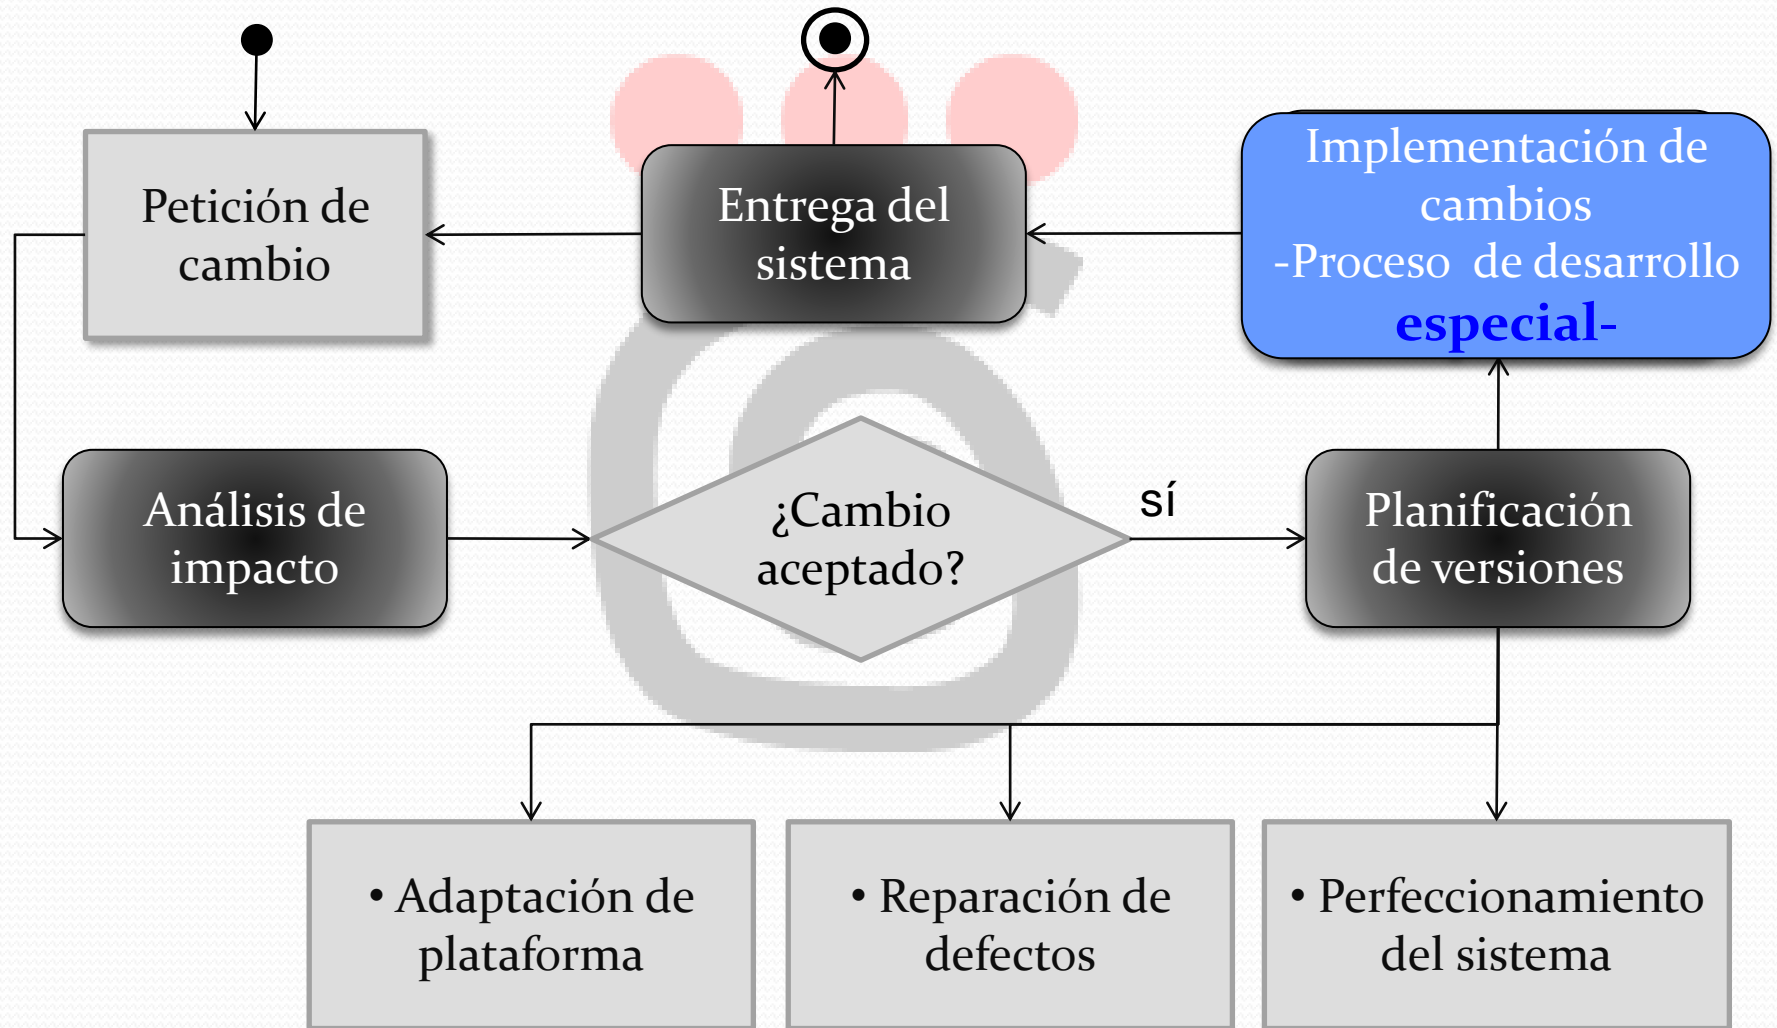 Petición de
cambio
Entrega del
sistema
Implementación de
cambios
-Proceso de desarrollo
especial-
Análisis de
impacto
¿Cambio
aceptado?
sí
Planificación
de versiones
• Adaptación de
plataforma
• Reparación de
defectos
• Perfeccionamiento
del sistema